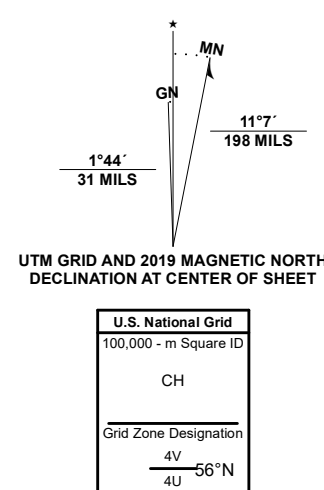 ★
MN
GN
11°7´
198 MILS
1°44´
31 MILS
UTM GRID AND 2019 MAGNETIC NORTH
DECLINATION AT CENTER OF SHEET
U.S. National Grid
100,000 - m Square ID
CH
Grid Zone Designation
4V
56°N
4U